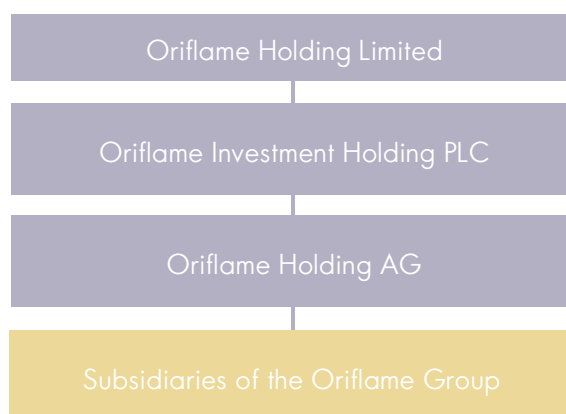 Oriflame Holding Limited
Oriflame Investment Holding PLC
Oriflame Holding AG
Subsidiaries of the Oriflame Group